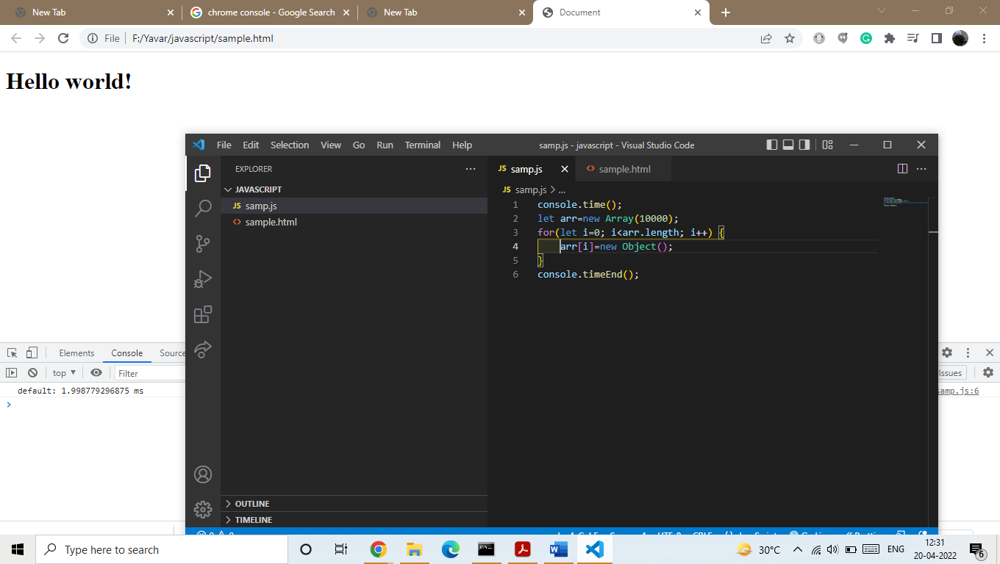 New Tab chrome console - Google Search New Tab Document
File F:/Yavar/javascript/sample.html
Hello world!
File Edit Selection View Go Run Terminal Help samp.js - javascript - Visual Studio Code
EXPLORER
JS samp.js <> sample.html
JAVASCRIPT
JS samp.js
<> sample.html
JS samp.js > ...
1 console.time();
2 let arr=new Array(10000);
3 for(let i=0; i<arr.length; i++) {
4 arr[i]=new Object();
5 }
6 console.timeEnd();
Elements Console
top Filter Issues
default: 1.998779296875 ms samp.js:6
OUTLINE
TIMELINE
Type here to search
30°C ENG 12:31
20-04-2022
6